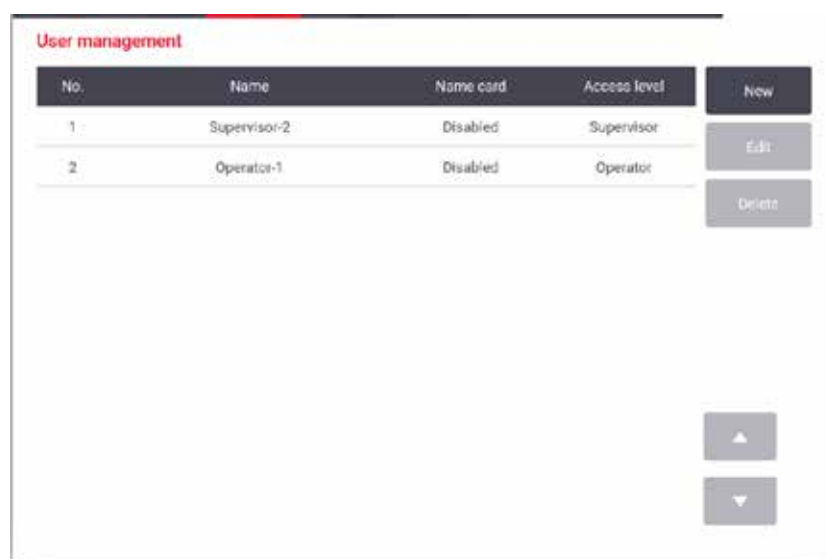 User management
No. Name Name card Access level New
1 Supervisor-2 Disabled Supervisor
Edit
2 Operator-1 Disabled Operator
Delete